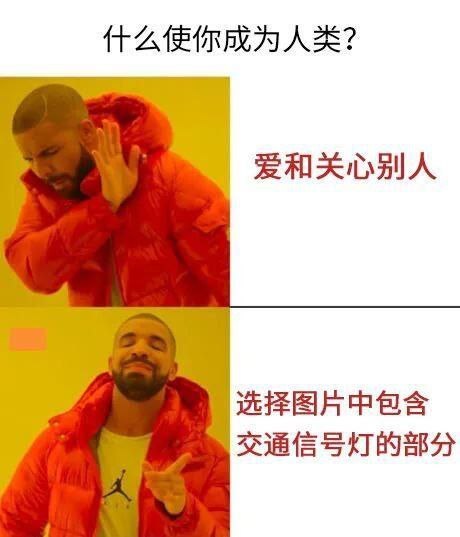 什么使你成为人类？
爱和关心别人
选择图片中包含
交通信号灯的部分